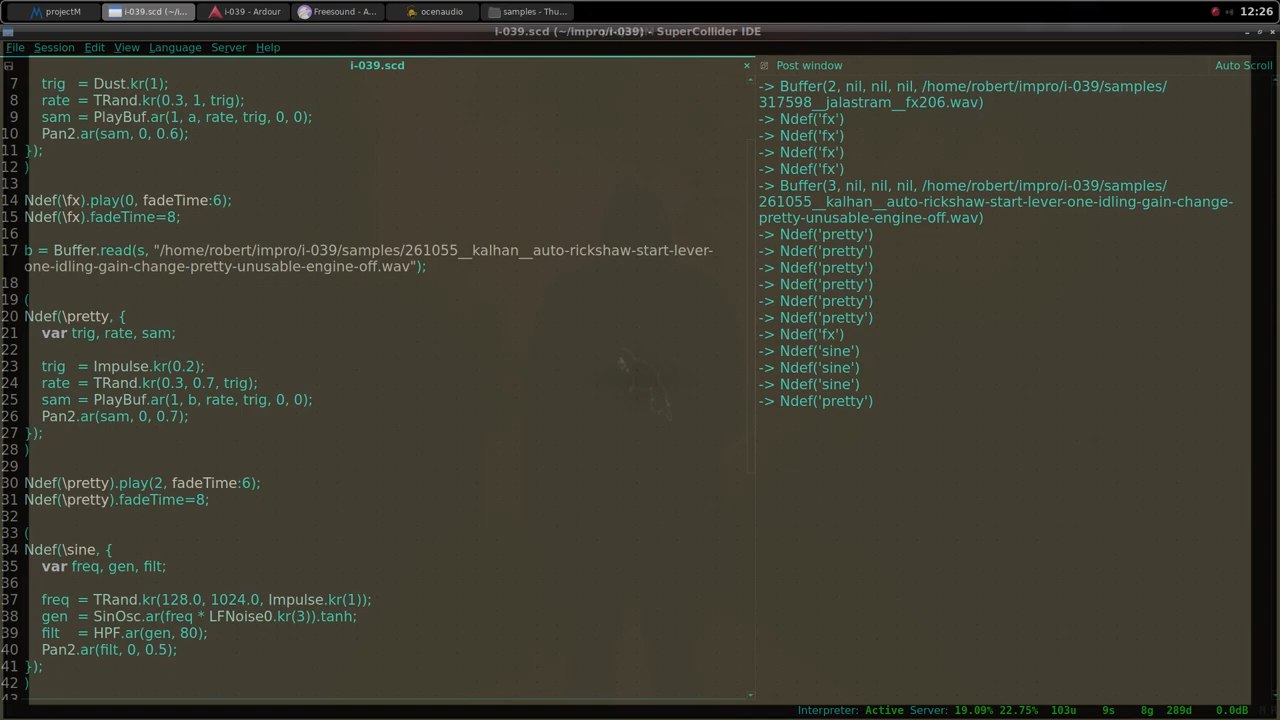 projectM
i-039.scd (~/i...
i-039 - Ardour
Freesound - A...
ocenaudio
samples - Thu...
12:26
i-039.scd (~/impro/i-039) - SuperCollider IDE
File Session Edit View Language Server Help
i-039.scd
7 trig = Dust.kr(1);
8 rate = TRand.kr(0.3, 1, trig);
9 sam = PlayBuf.ar(1, a, rate, trig, 0, 0);
10 Pan2.ar(sam, 0, 0.6);
11 });
12 )
13
14 Ndef(\fx).play(0, fadeTime:6);
15 Ndef(\fx).fadeTime=8;
16
17 b = Buffer.read(s, "/home/robert/impro/i-039/samples/261055__kalhan__auto-rickshaw-start-lever-
one-idling-gain-change-pretty-unusable-engine-off.wav");
18
19 (
20 Ndef(\pretty, {
21 var trig, rate, sam;
22
23 trig = Impulse.kr(0.2);
24 rate = TRand.kr(0.3, 0.7, trig);
25 sam = PlayBuf.ar(1, b, rate, trig, 0, 0);
26 Pan2.ar(sam, 0, 0.7);
27 });
28 )
29
30 Ndef(\pretty).play(2, fadeTime:6);
31 Ndef(\pretty).fadeTime=8;
32
33 (
34 Ndef(\sine, {
35 var freq, gen, filt;
36
37 freq = TRand.kr(128.0, 1024.0, Impulse.kr(1));
38 gen = SinOsc.ar(freq * LFNoise0.kr(3)).tanh;
39 filt = HPF.ar(gen, 80);
40 Pan2.ar(filt, 0, 0.5);
41 });
42 )
43
Post window
Auto Scroll
-> Buffer(2, nil, nil, nil, /home/robert/impro/i-039/samples/
317598__jalastram__fx206.wav)
-> Ndef('fx')
-> Ndef('fx')
-> Ndef('fx')
-> Ndef('fx')
-> Buffer(3, nil, nil, nil, /home/robert/impro/i-039/samples/
261055__kalhan__auto-rickshaw-start-lever-one-idling-gain-change-
pretty-unusable-engine-off.wav)
-> Ndef('pretty')
-> Ndef('pretty')
-> Ndef('pretty')
-> Ndef('pretty')
-> Ndef('pretty')
-> Ndef('pretty')
-> Ndef('fx')
-> Ndef('sine')
-> Ndef('sine')
-> Ndef('sine')
-> Ndef('pretty')
Interpreter: Active Server: 19.09% 22.75% 103u 9s 8g 289d 0.0dB